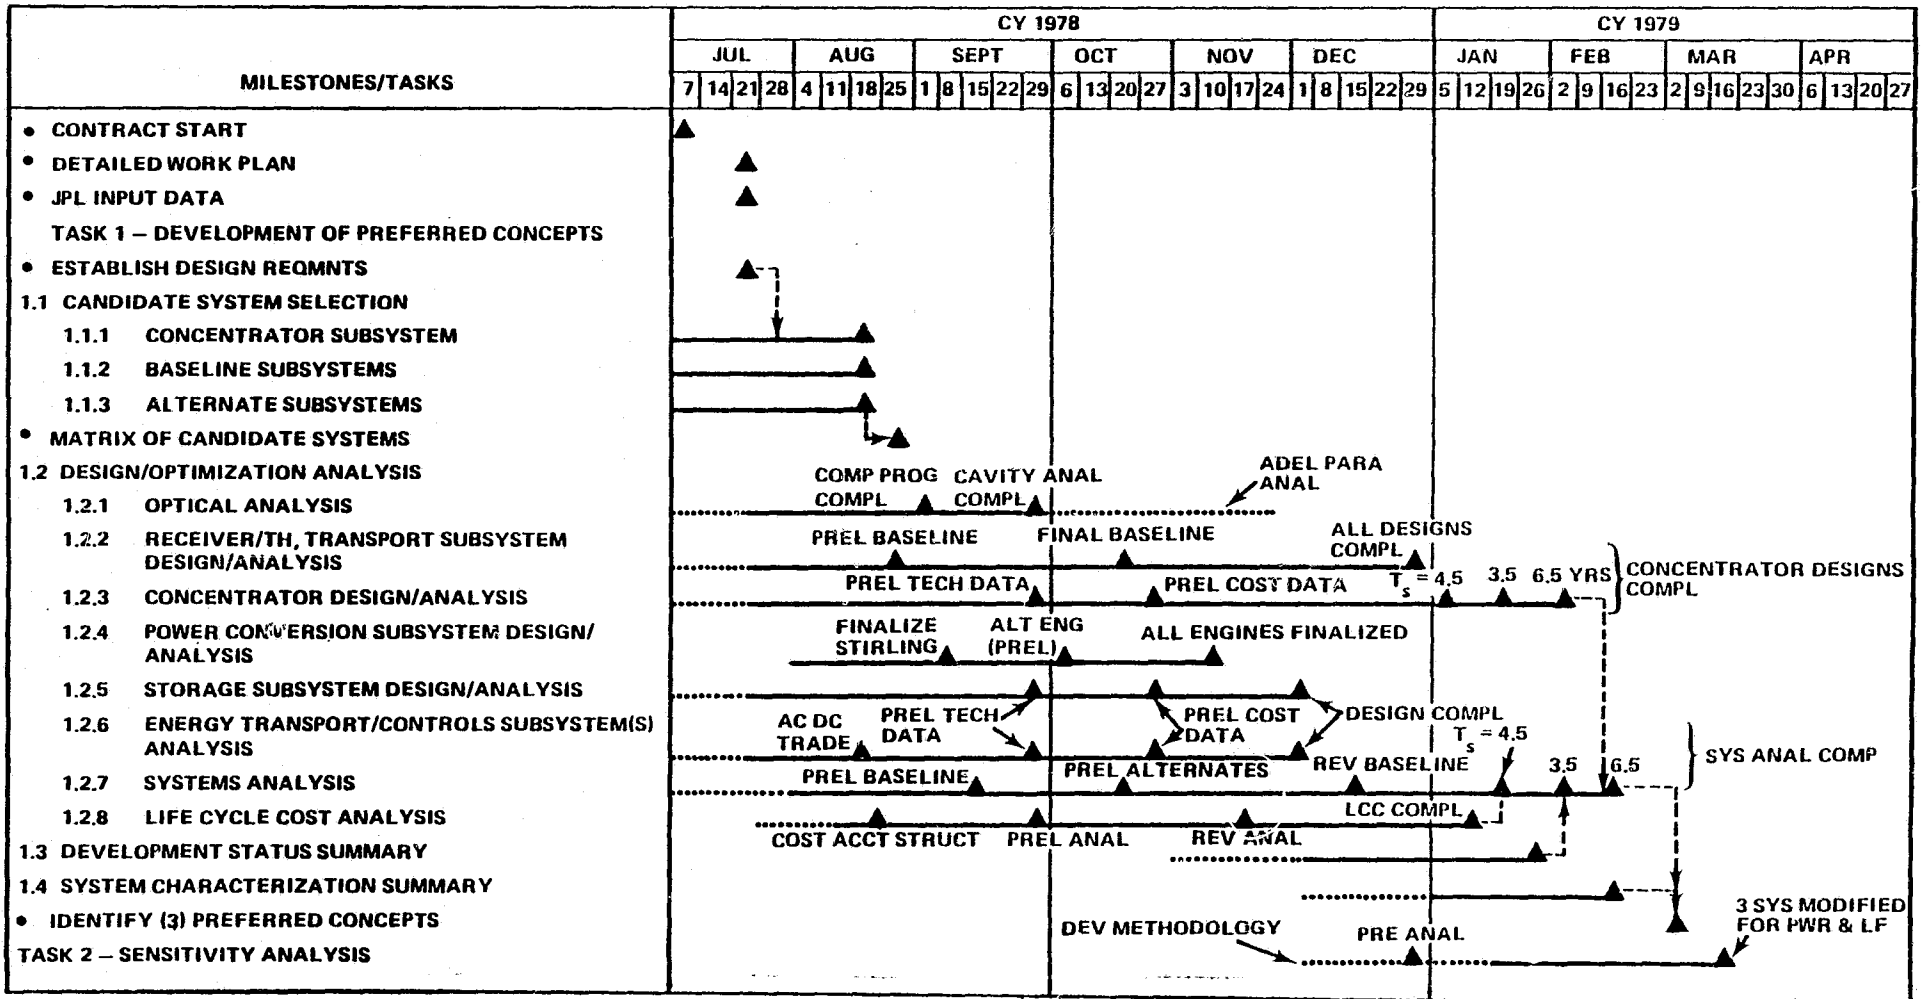 CY 1978 CY 1979
JUL AUG SEPT OCT NOV DEC JAN FEB MAR APR
MILESTONES/TASKS
7 14 21 28 4 11 18 25 1 8 15 22 29 6 13 20 27 3 10 17 24 1 8 15 22 29 5 12 19 26 2 9 16 23 2 9 16 23 30 6 13 20 27
• CONTRACT START
• DETAILED WORK PLAN
• JPL INPUT DATA
TASK 1 – DEVELOPMENT OF PREFERRED CONCEPTS
• ESTABLISH DESIGN REQMNTS
1.1 CANDIDATE SYSTEM SELECTION
1.1.1 CONCENTRATOR SUBSYSTEM
1.1.2 BASELINE SUBSYSTEMS
1.1.3 ALTERNATE SUBSYSTEMS
• MATRIX OF CANDIDATE SYSTEMS
1.2 DESIGN/OPTIMIZATION ANALYSIS
COMP PROG COMPL
CAVITY ANAL COMPL
ADEL PARA ANAL
1.2.1 OPTICAL ANALYSIS
1.2.2 RECEIVER/TH, TRANSPORT SUBSYSTEM
DESIGN/ANALYSIS
PREL BASELINE FINAL BASELINE
ALL DESIGNS
COMPL
1.2.3 CONCENTRATOR DESIGN/ANALYSIS
PREL TECH DATA PREL COST DATA Ts = 4.5 3.5 6.5 YRS
CONCENTRATOR DESIGNS
COMPL
1.2.4 POWER CONVERSION SUBSYSTEM DESIGN/
ANALYSIS
FINALIZE
STIRLING
ALT ENG
(PREL)
ALL ENGINES FINALIZED
1.2.5 STORAGE SUBSYSTEM DESIGN/ANALYSIS
1.2.6 ENERGY TRANSPORT/CONTROLS SUBSYSTEM(S)
ANALYSIS
AC DC
TRADE
PREL TECH
DATA
PREL COST
DATA
DESIGN COMPL
Ts = 4.5
1.2.7 SYSTEMS ANALYSIS
PREL BASELINE PREL ALTERNATES REV BASELINE 3.5 6.5
SYS ANAL COMP
1.2.8 LIFE CYCLE COST ANALYSIS
LCC COMPL
COST ACCT STRUCT PREL ANAL REV ANAL
1.3 DEVELOPMENT STATUS SUMMARY
1.4 SYSTEM CHARACTERIZATION SUMMARY
• IDENTIFY (3) PREFERRED CONCEPTS
3 SYS MODIFIED
FOR PWR & LF
TASK 2 – SENSITIVITY ANALYSIS
DEV METHODOLOGY PRE ANAL